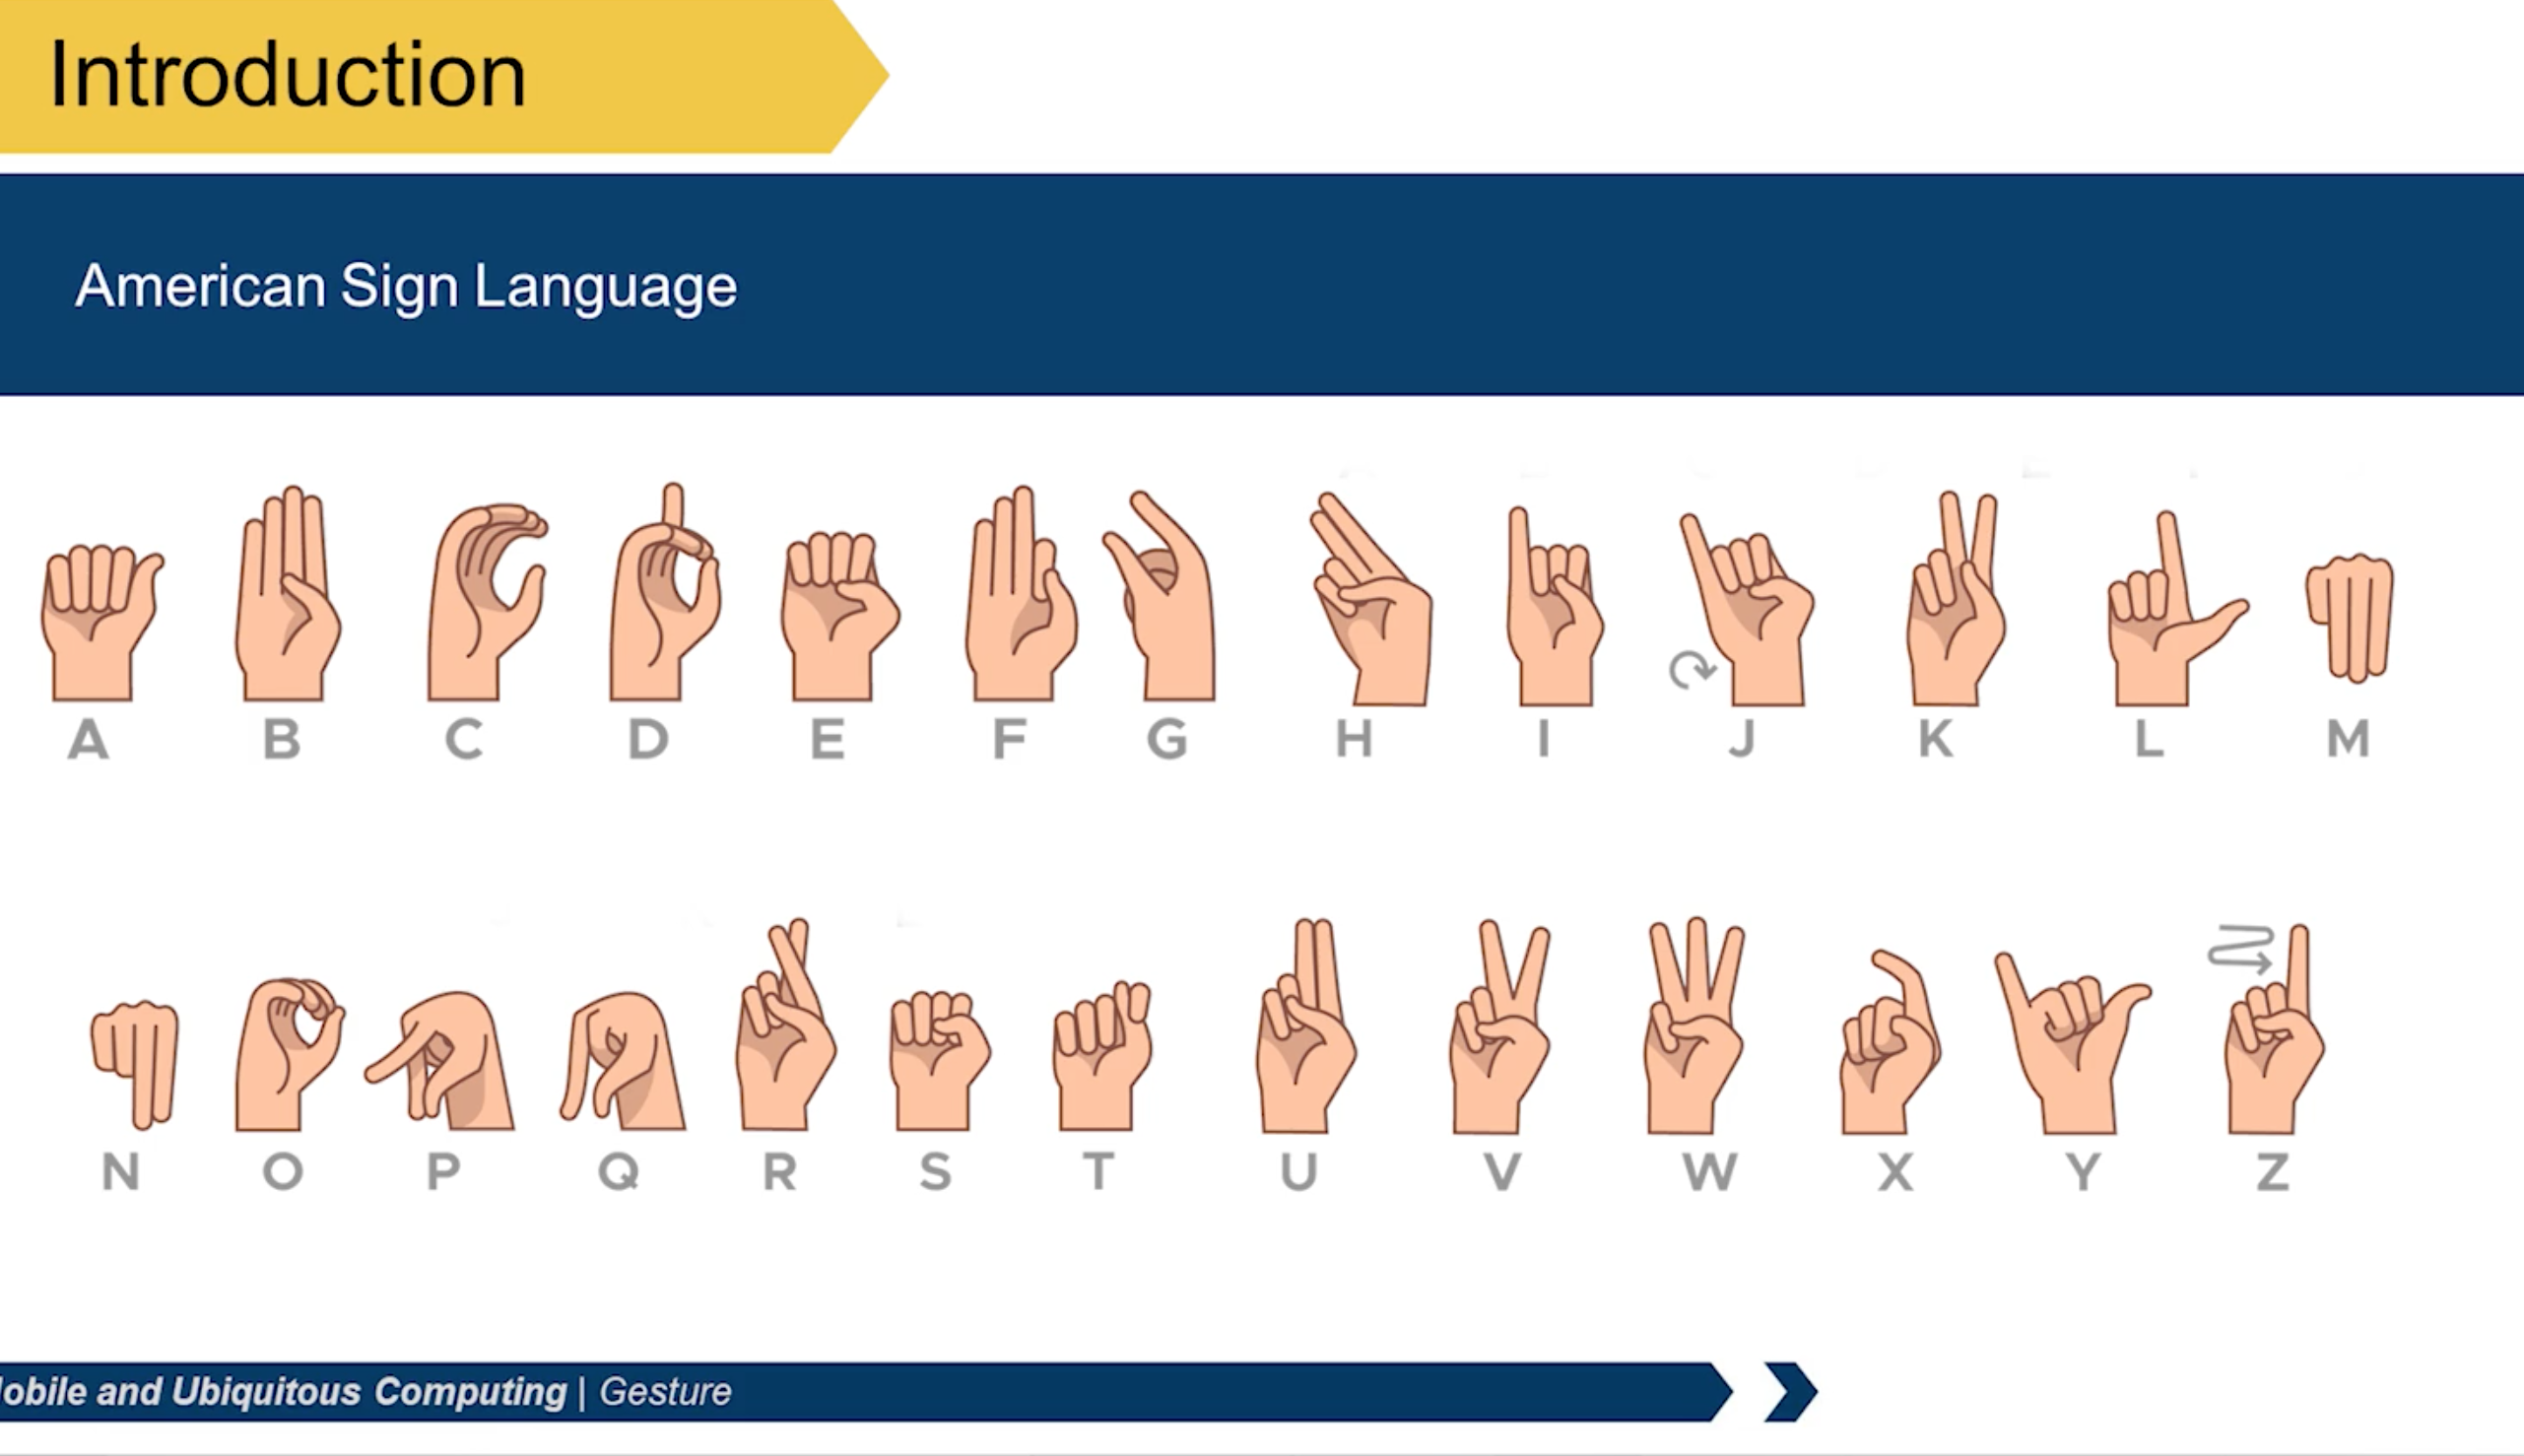 Introduction
American Sign Language
A B C D E F G H I J K L M
N O P Q R S T U V W X Y Z
obile and Ubiquitous Computing | Gesture